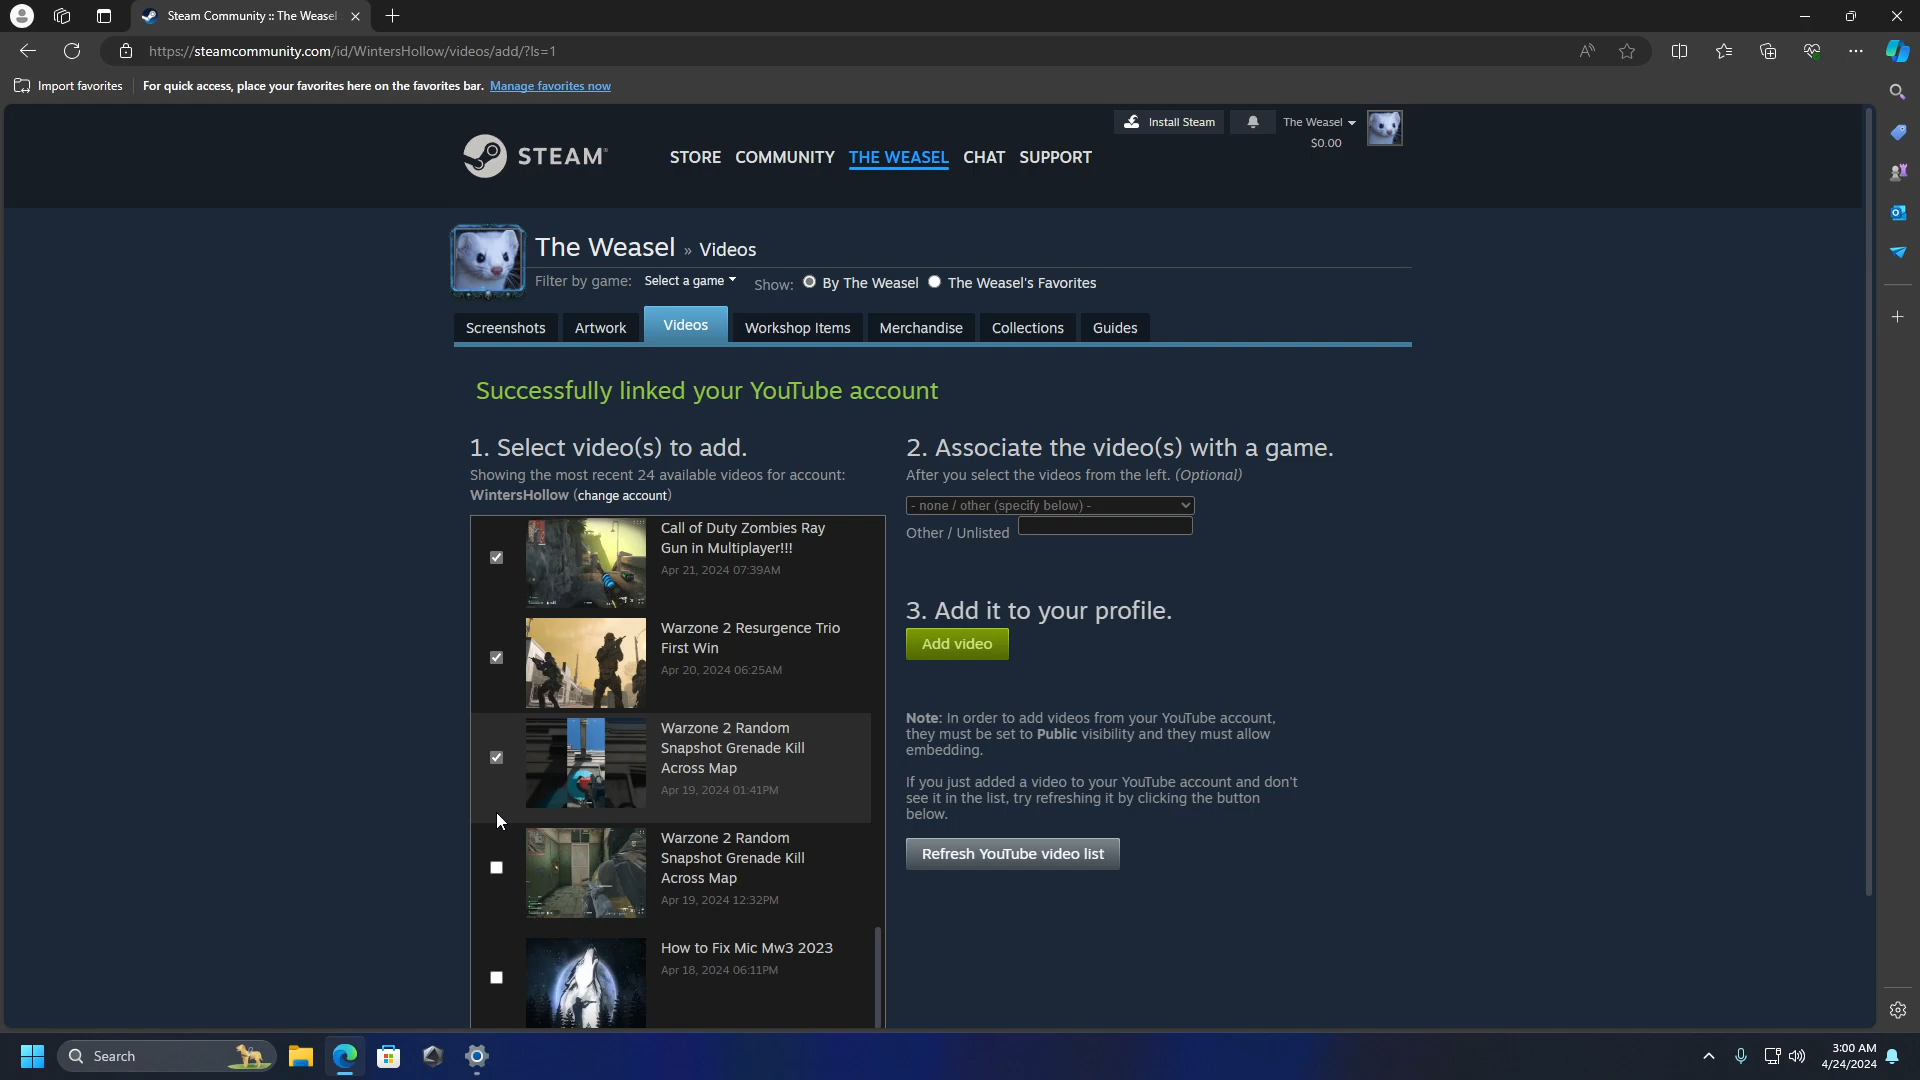 Steam Community :: The Weasel
https://steamcommunity.com/id/WintersHollow/videos/add/?ls=1
Import favorites
For quick access, place your favorites here on the favorites bar. Manage favorites now
Install Steam
The Weasel
$0.00
STEAM
STORE COMMUNITY THE WEASEL CHAT SUPPORT
The Weasel » Videos
Filter by game: Select a game Show: By The Weasel The Weasel's Favorites
Screenshots Artwork Videos Workshop Items Merchandise Collections Guides
Successfully linked your YouTube account
1. Select video(s) to add.
Showing the most recent 24 available videos for account:
WintersHollow (change account)
Call of Duty Zombies Ray
Gun in Multiplayer!!!
Apr 21, 2024 07:39AM
Warzone 2 Resurgence Trio
First Win
Apr 20, 2024 06:25AM
Warzone 2 Random
Snapshot Grenade Kill
Across Map
Apr 19, 2024 01:41PM
Warzone 2 Random
Snapshot Grenade Kill
Across Map
Apr 19, 2024 12:32PM
How to Fix Mic Mw3 2023
Apr 18, 2024 06:11PM
2. Associate the video(s) with a game.
After you select the videos from the left. (Optional)
- none / other (specify below) -
Other / Unlisted
3. Add it to your profile.
Add video
Note: In order to add videos from your YouTube account,
they must be set to Public visibility and they must allow
embedding.
If you just added a video to your YouTube account and don't
see it in the list, try refreshing it by clicking the button
below.
Refresh YouTube video list
Search
3:00 AM
4/24/2024